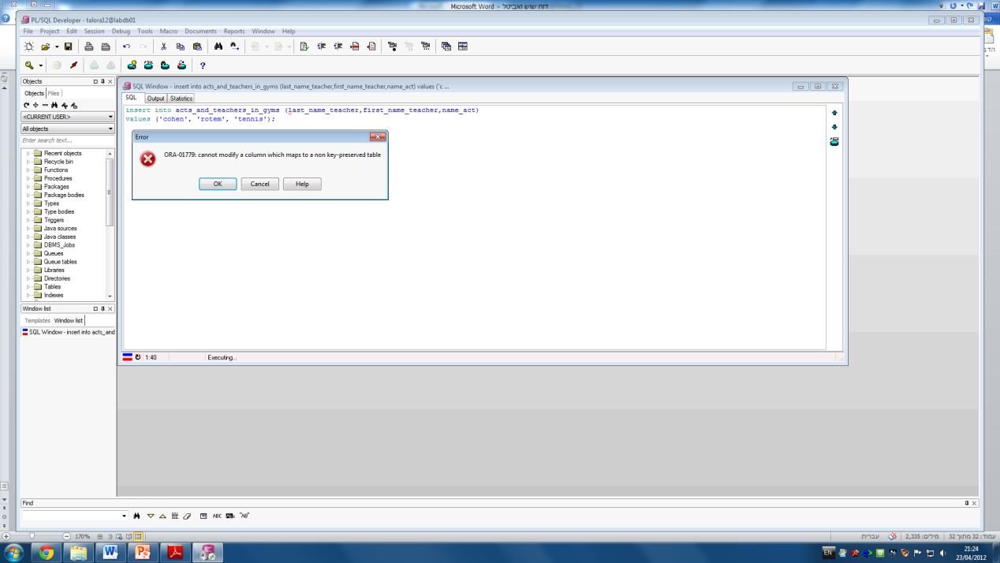 דוח שוש ואביטל - Microsoft Word
PL/SQL Developer - talora12@labdb01
File Project Edit Session Debug Tools Macro Documents Reports Window Help
Objects
Objects Files
<CURRENT USER>
All objects
Enter search text...
Recent objects
Recycle bin
Functions
Procedures
Packages
Package bodies
Types
Type bodies
Triggers
Java sources
Java classes
DBMS_Jobs
Queues
Queue tables
Libraries
Directories
Tables
Indexes
Window list
Templates Window list
SQL Window - insert into acts_and
SQL Window - insert into acts_and_teachers_in_gyms (last_name_teacher,first_name_teacher,name_act) values ('c ...
SQL Output Statistics
insert into acts_and_teachers_in_gyms (last_name_teacher,first_name_teacher,name_act)
values ('cohen', 'rotem', 'tennis');
Error
ORA-01779: cannot modify a column which maps to a non key-preserved table
OK Cancel Help
1:40 Executing...
Find
ABC "AB"
170%
עמוד: 32 מתוך 32 מילים: 2,335 עברית
EN
21:24
23/04/2012